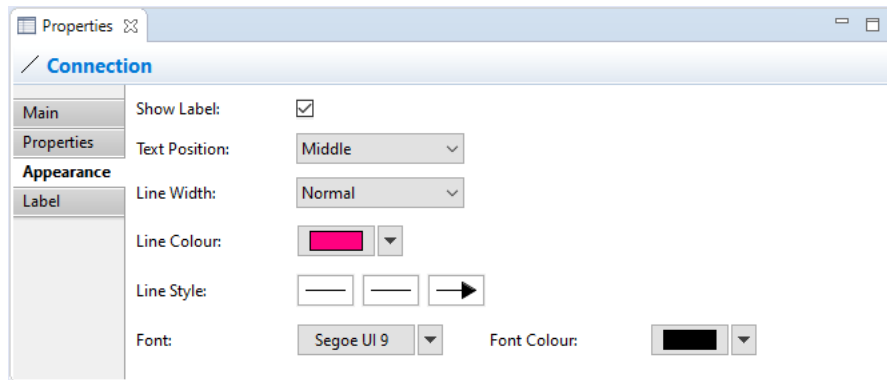 Properties
Connection
Main
Properties
Appearance
Label
Show Label:
Text Position: Middle
Line Width: Normal
Line Colour:
Line Style:
Font: Segoe UI 9 Font Colour: